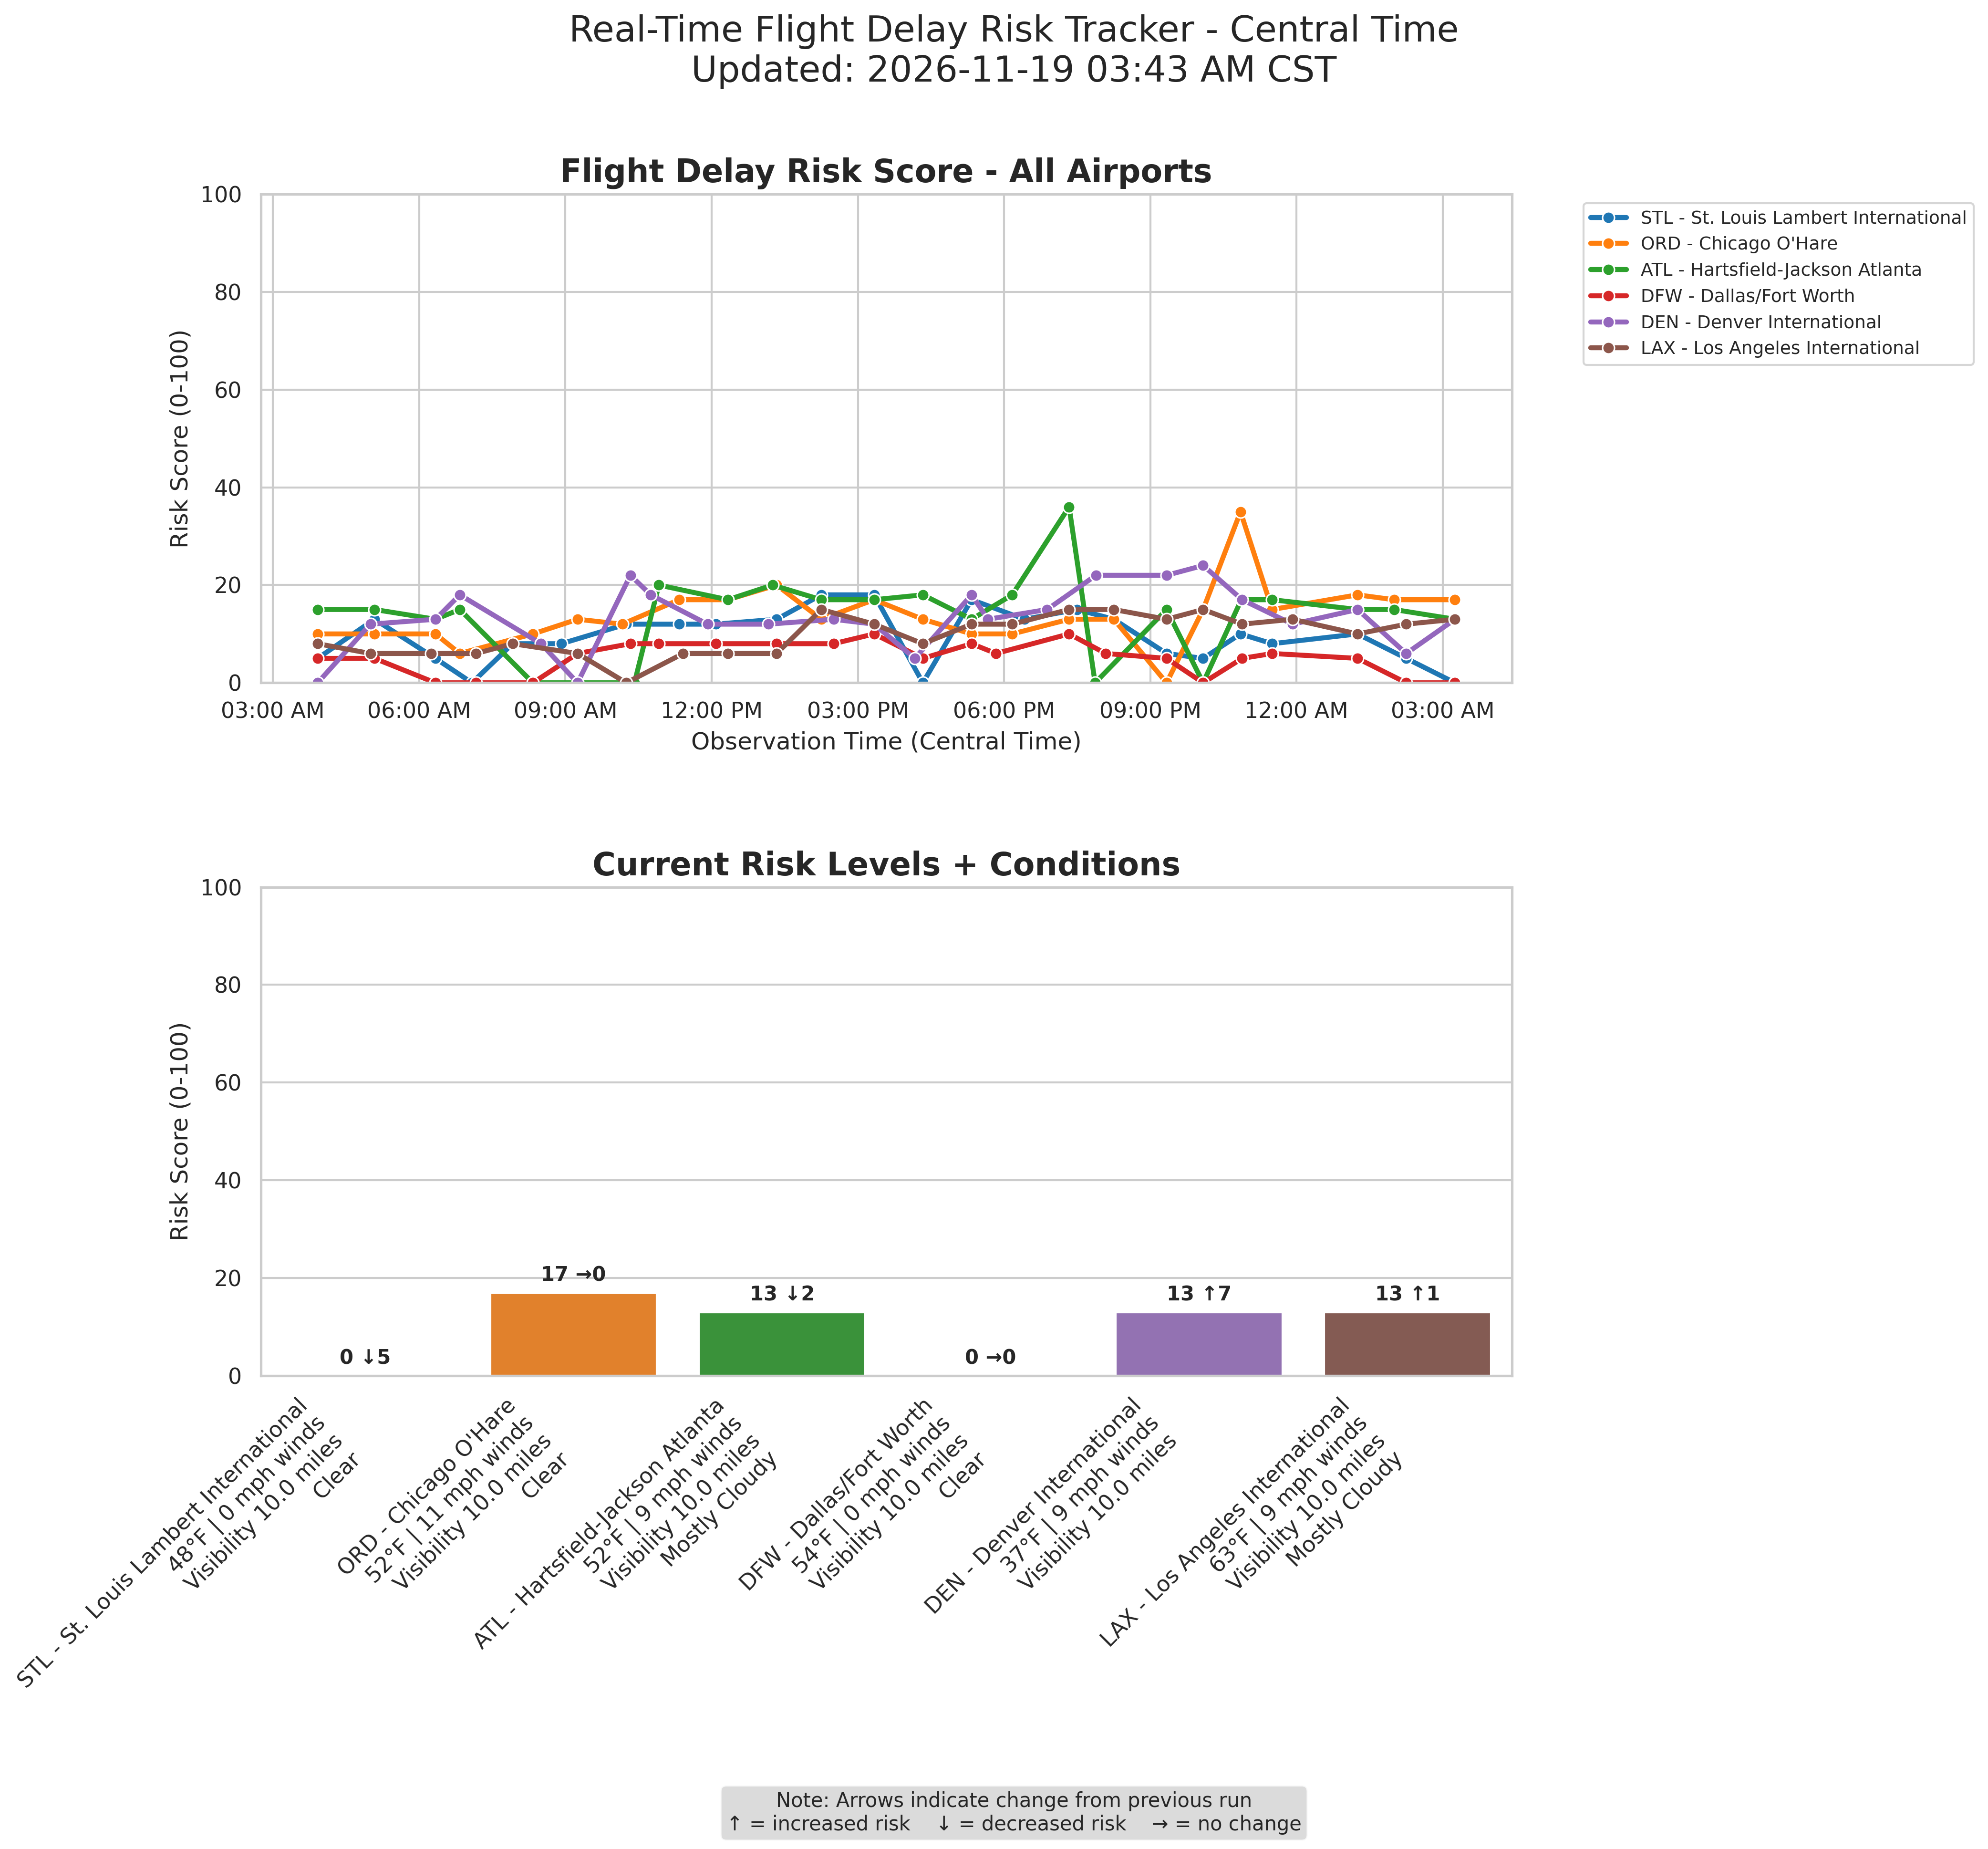 Real-Time Flight Delay Risk Tracker - Central Time
Updated: 2026-11-19 03:43 AM CST
Flight Delay Risk Score - All Airports
100
80
60
40
20
0
Risk Score (0-100)
03:00 AM
06:00 AM
09:00 AM
12:00 PM
03:00 PM
06:00 PM
09:00 PM
12:00 AM
03:00 AM
Observation Time (Central Time)
STL - St. Louis Lambert International
ORD - Chicago O'Hare
ATL - Hartsfield-Jackson Atlanta
DFW - Dallas/Fort Worth
DEN - Denver International
LAX - Los Angeles International
Current Risk Levels + Conditions
100
80
60
40
20
0
Risk Score (0-100)
0 ↓5
17 →0
13 ↓2
0 →0
13 ↑7
13 ↑1
STL - St. Louis Lambert International
48°F | 0 mph winds
Visibility 10.0 miles
Clear
ORD - Chicago O'Hare
52°F | 11 mph winds
Visibility 10.0 miles
Clear
ATL - Hartsfield-Jackson Atlanta
52°F | 9 mph winds
Visibility 10.0 miles
Mostly Cloudy
DFW - Dallas/Fort Worth
54°F | 0 mph winds
Visibility 10.0 miles
Clear
DEN - Denver International
37°F | 9 mph winds
Visibility 10.0 miles
LAX - Los Angeles International
63°F | 9 mph winds
Visibility 10.0 miles
Mostly Cloudy
Note: Arrows indicate change from previous run
↑ = increased risk    ↓ = decreased risk    → = no change